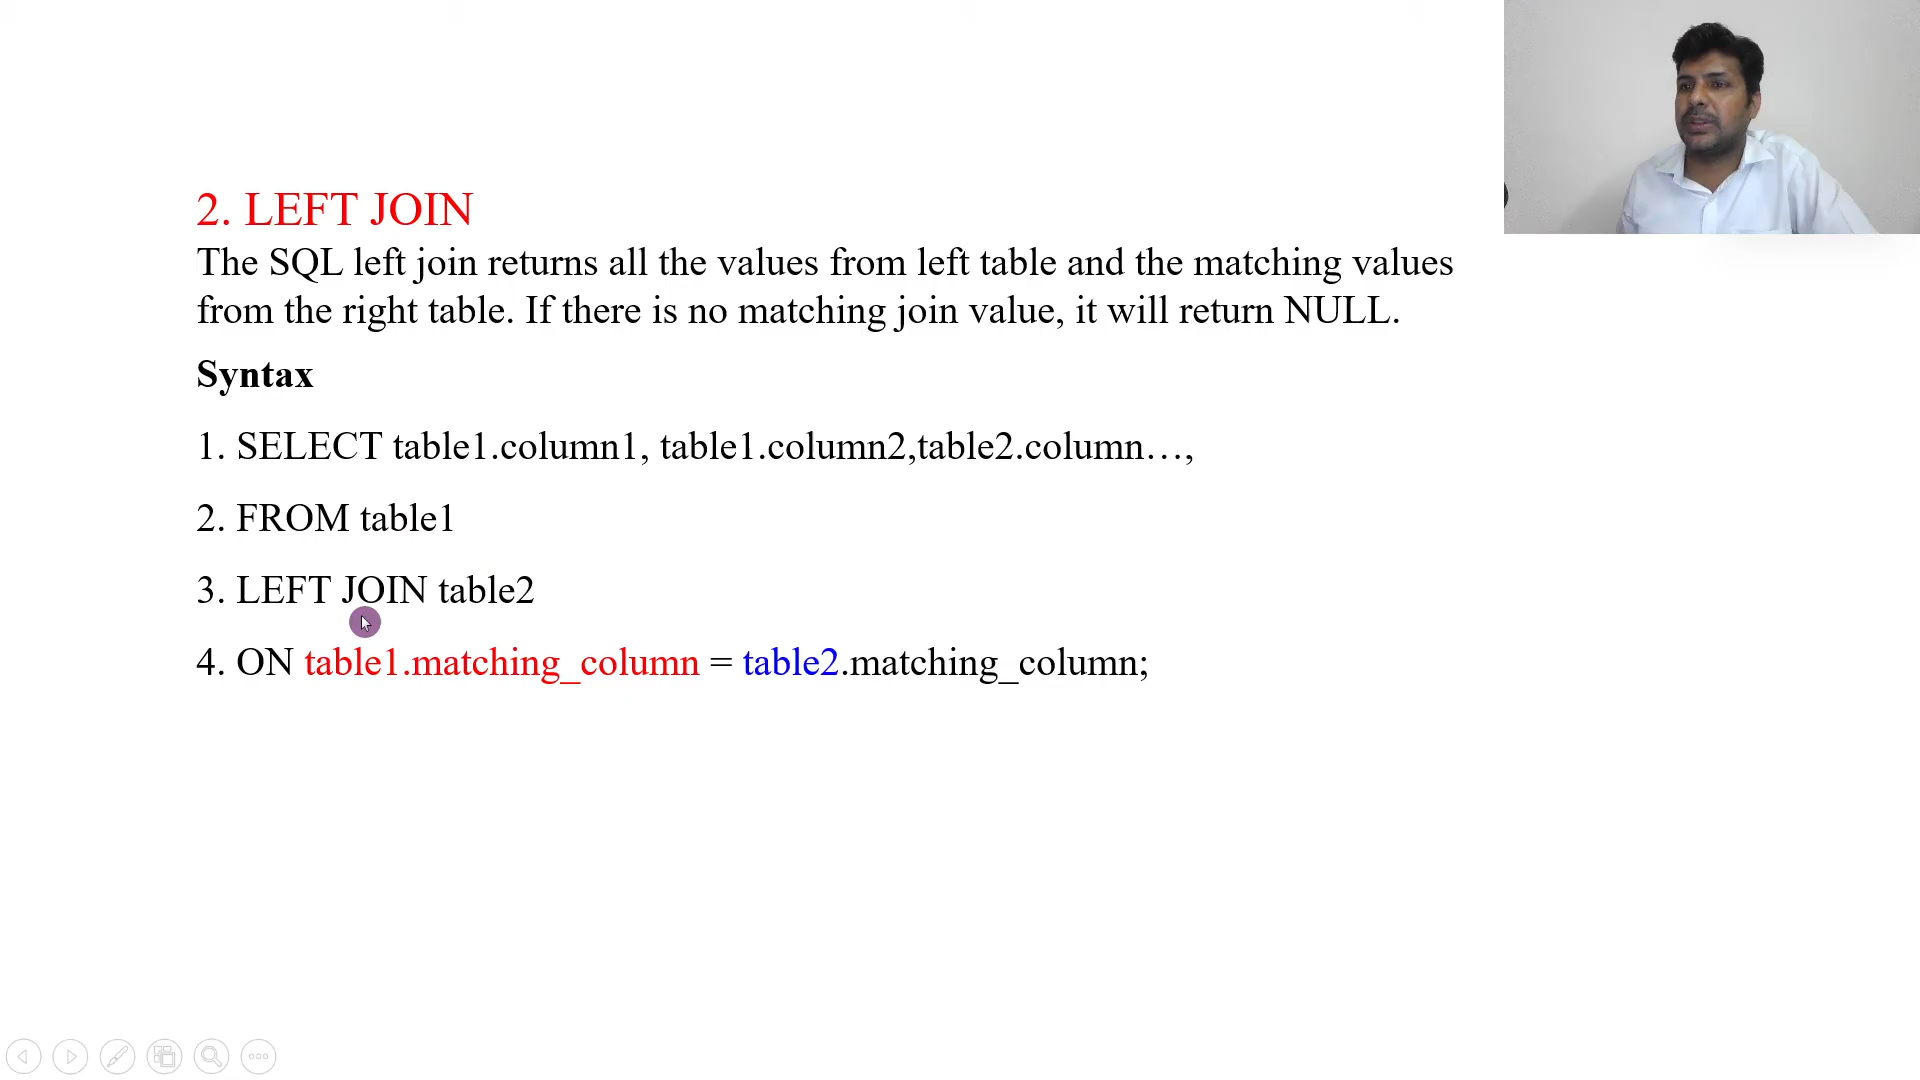 2. LEFT JOIN
The SQL left join returns all the values from left table and the matching values
from the right table. If there is no matching join value, it will return NULL.
Syntax
1. SELECT table1.column1, table1.column2,table2.column…,
2. FROM table1
3. LEFT JOIN table2
4. ON table1.matching_column = table2.matching_column;